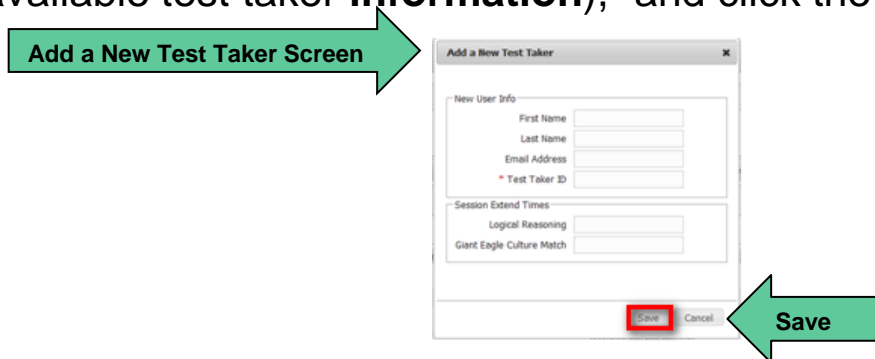 available test taker information), and click the
Add a New Test Taker Screen
Add a New Test Taker x
New User Info
First Name
Last Name
Email Address
* Test Taker ID
Session Extend Times
Logical Reasoning
Giant Eagle Culture Match
Save Cancel
Save